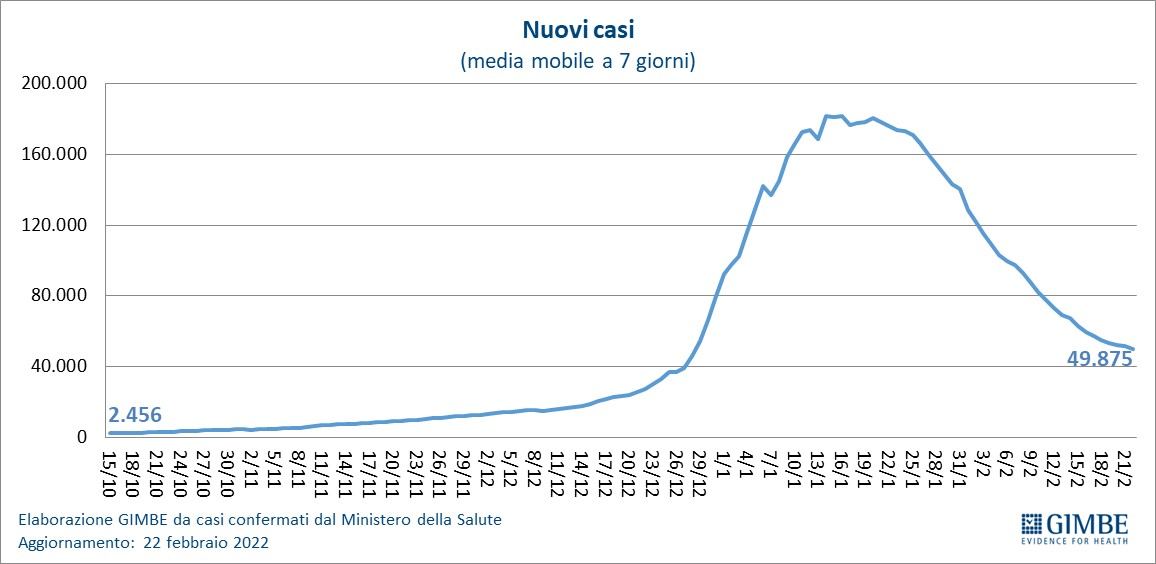 Nuovi casi
(media mobile a 7 giorni)
200.000
160.000
120.000
80.000
40.000
0
2.456
49.875
15/10 18/10 21/10 24/10 27/10 30/10 2/11 5/11 8/11 11/11 14/11 17/11 20/11 23/11 26/11 29/11 2/12 5/12 8/12 11/12 14/12 17/12 20/12 23/12 26/12 29/12 1/1 4/1 7/1 10/1 13/1 16/1 19/1 22/1 25/1 28/1 31/1 3/2 6/2 9/2 12/2 15/2 18/2 21/2
Elaborazione GIMBE da casi confermati dal Ministero della Salute
Aggiornamento: 22 febbraio 2022
GIMBE
EVIDENCE FOR HEALTH